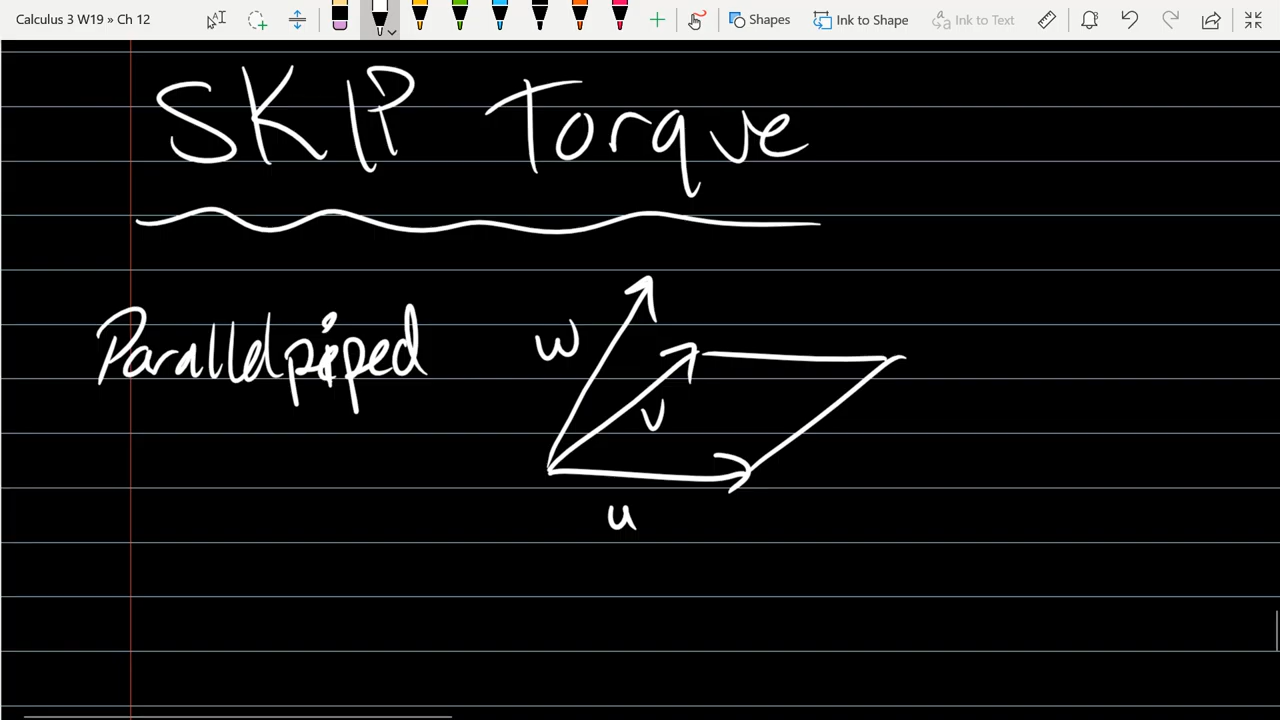 Calculus 3 W19 » Ch 12
Shapes
Ink to Shape
Ink to Text
SKIP Torque
Parallelpiped
w
v
u